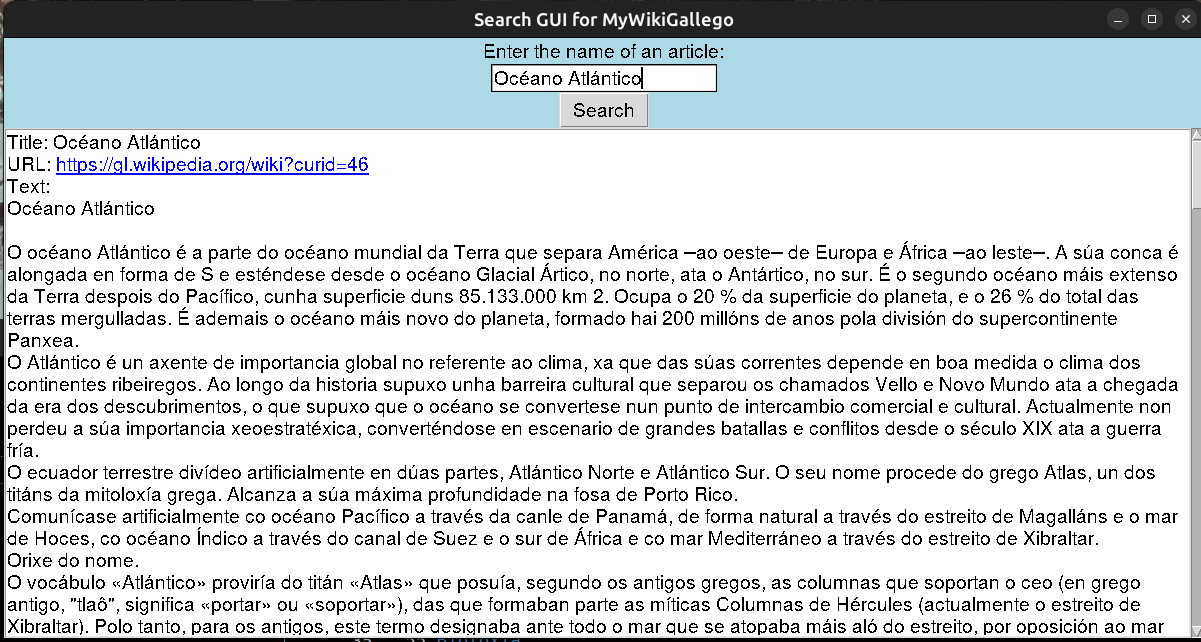 Search GUI for MyWikiGallego
Enter the name of an article:
Océano Atlántico
Search
Title: Océano Atlántico
URL: https://gl.wikipedia.org/wiki?curid=46
Text:
Océano Atlántico
O océano Atlántico é a parte do océano mundial da Terra que separa América –ao oeste– de Europa e África –ao leste–. A súa conca é
alongada en forma de S e esténdese desde o océano Glacial Ártico, no norte, ata o Antártico, no sur. É o segundo océano máis extenso
da Terra despois do Pacífico, cunha superficie duns 85.133.000 km 2. Ocupa o 20 % da superficie do planeta, e o 26 % do total das
terras mergulladas. É ademais o océano máis novo do planeta, formado hai 200 millóns de anos pola división do supercontinente
Panxea.
O Atlántico é un axente de importancia global no referente ao clima, xa que das súas correntes depende en boa medida o clima dos
continentes ribeiregos. Ao longo da historia supuxo unha barreira cultural que separou os chamados Vello e Novo Mundo ata a chegada
da era dos descubrimentos, o que supuxo que o océano se convertese nun punto de intercambio comercial e cultural. Actualmente non
perdeu a súa importancia xeoestratéxica, converténdose en escenario de grandes batallas e conflitos desde o século XIX ata a guerra
fría.
O ecuador terrestre divídeo artificialmente en dúas partes, Atlántico Norte e Atlántico Sur. O seu nome procede do grego Atlas, un dos
titáns da mitoloxía grega. Alcanza a súa máxima profundidade na fosa de Porto Rico.
Comunícase artificialmente co océano Pacífico a través da canle de Panamá, de forma natural a través do estreito de Magalláns e o mar
de Hoces, co océano Índico a través do canal de Suez e o sur de África e co mar Mediterráneo a través do estreito de Xibraltar.
Orixe do nome.
O vocábulo «Atlántico» proviría do titán «Atlas» que posuía, segundo os antigos gregos, as columnas que soportan o ceo (en grego
antigo, "tlaô", significa «portar» ou «soportar»), das que formaban parte as míticas Columnas de Hércules (actualmente o estreito de
Xibraltar). Polo tanto, para os antigos, este termo designaba ante todo o mar que se atopaba máis aló do estreito, por oposición ao mar